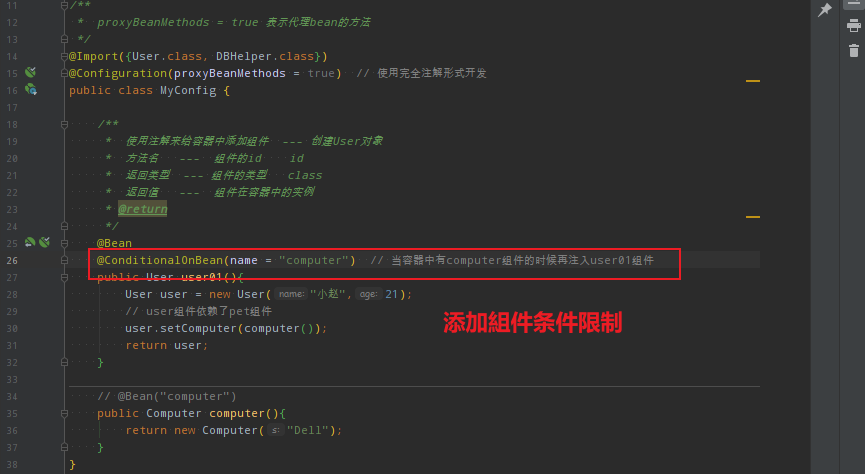 11 /**
12 * proxyBeanMethods = true 表示代理bean的方法
13 */
14 @Import({User.class, DBHelper.class})
15 @Configuration(proxyBeanMethods = true) // 使用完全注解形式开发
16 public class MyConfig {
17
18 /**
19 * 使用注解来给容器中添加组件 --- 创建User对象
20 * 方法名 --- 组件的id id
21 * 返回类型 --- 组件的类型 class
22 * 返回值 --- 组件在容器中的实例
23 * @return
24 */
25 @Bean
26 @ConditionalOnBean(name = "computer") // 当容器中有computer组件的时候再注入user01组件
27 public User user01(){
28 User user = new User( name: "小赵", age: 21);
29 // user组件依赖了pet组件
30 user.setComputer(computer());
添加組件条件限制
31 return user;
32 }
33
34 // @Bean("computer")
35 public Computer computer(){
36 return new Computer( s: "Dell");
37 }
38 }